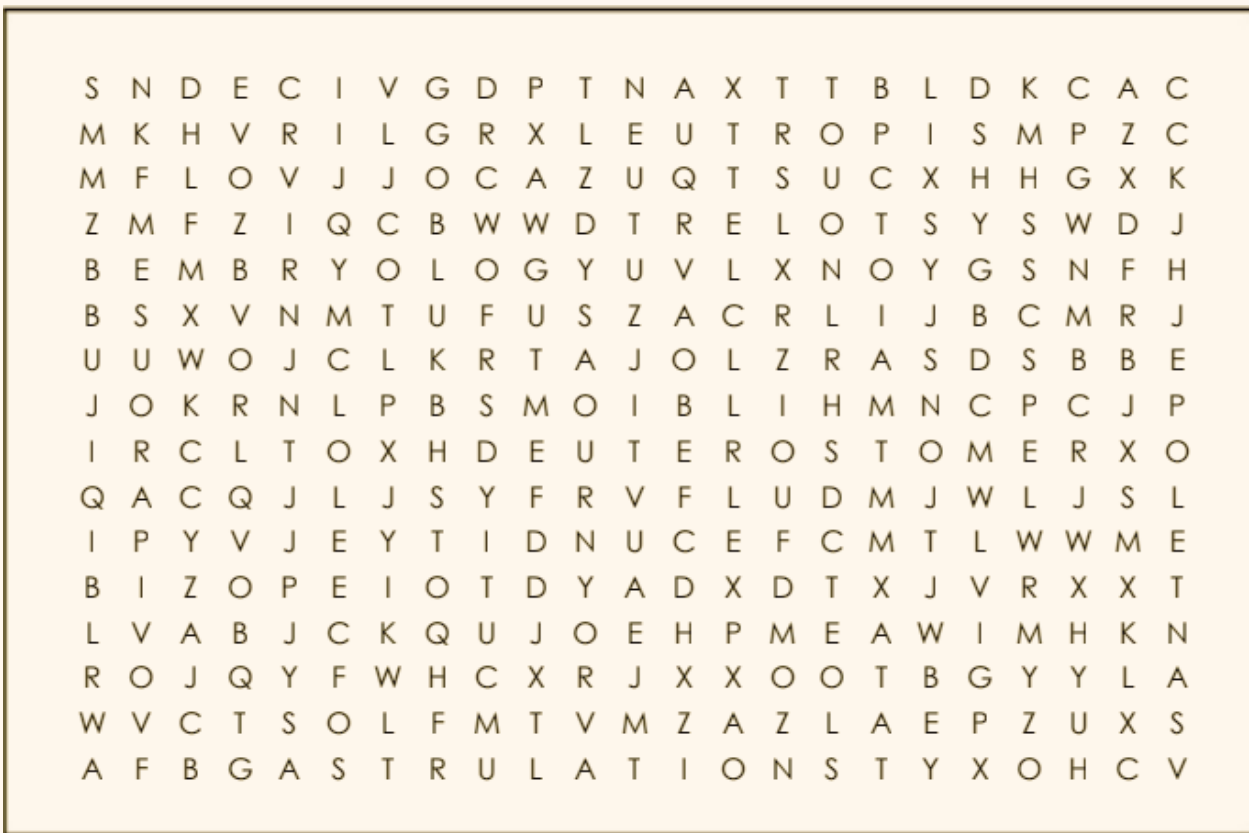 S N D E C I V G D P T N A X T T B L D K C A C
M K H V R I L G R X L E U T R O P I S M P Z C
M F L O V J J O C A Z U Q T S U C X H H G X K
Z M F Z I Q C B W W D T R E L O T S Y S W D J
B E M B R Y O L O G Y U V L X N O Y G S N F H
B S X V N M T U F U S Z A C R L I J B C M R J
U U W O J C L K R T A J O L Z R A S D S B B E
J O K R N L P B S M O I B L I H M N C P C J P
I R C L T O X H D E U T E R O S T O M E R X O
Q A C Q J L J S Y F R V F L U D M J W L J S L
I P Y V J E Y T I D N U C E F C M T L W W M E
B I Z O P E I O T D Y A D X D T X J V R X X T
L V A B J C K Q U J O E H P M E A W I M H K N
R O J Q Y F W H C X R J X X O O T B G Y Y L A
W V C T S O L F M T V M Z A Z L A E P Z U X S
A F B G A S T R U L A T I O N S T Y X O H C V